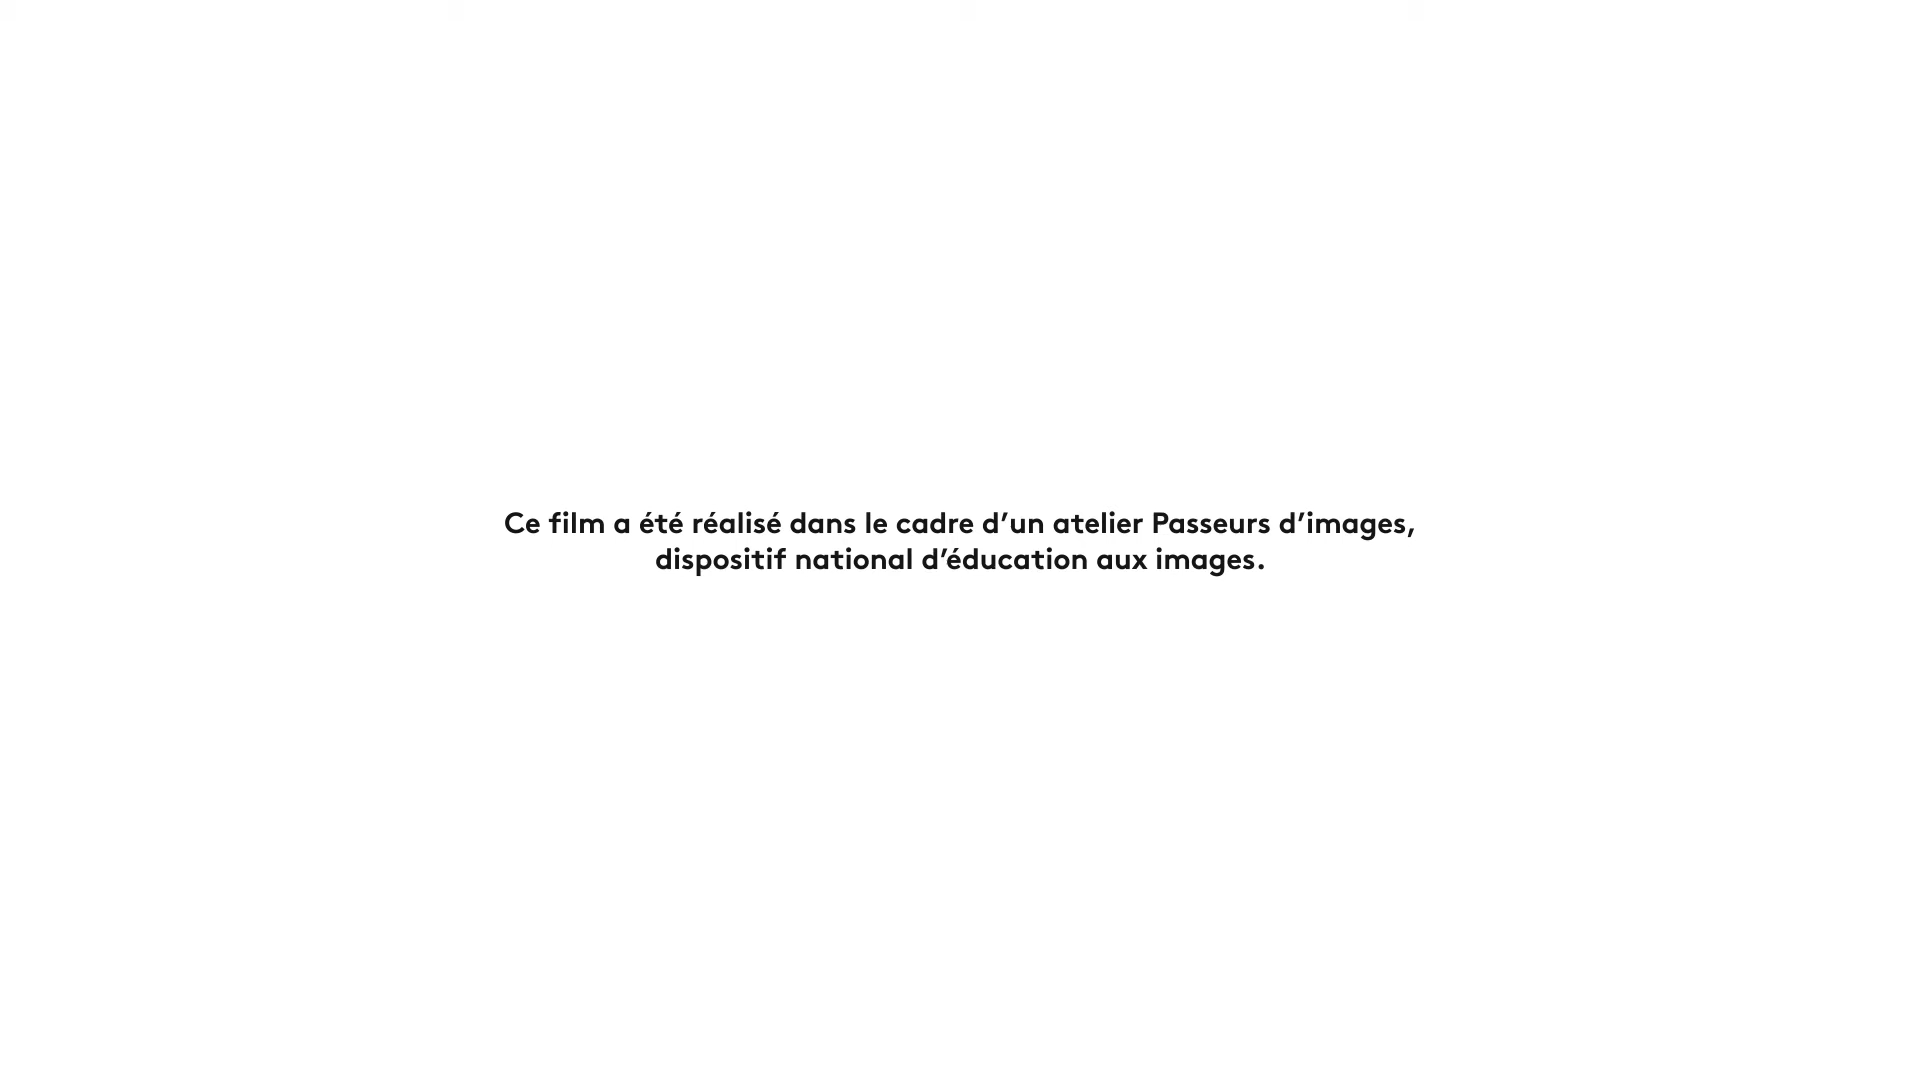 Ce film a été réalisé dans le cadre d’un atelier Passeurs d’images,
dispositif national d’éducation aux images.